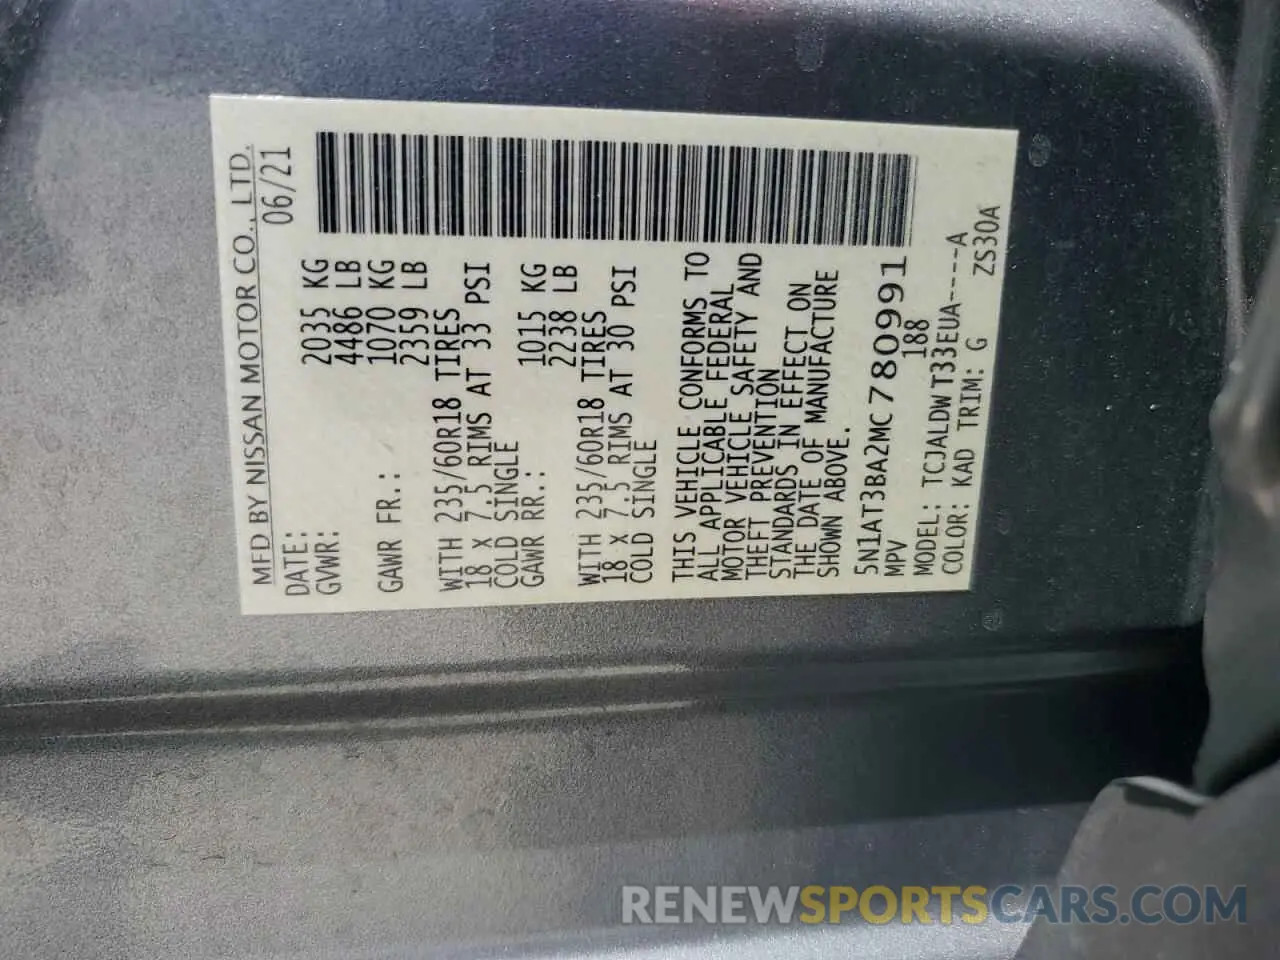 MFD BY NISSAN MOTOR CO., LTD.
DATE: 06/21
GVWR: 2035 KG
4486 LB
GAWR FR.: 1070 KG
2359 LB
WITH 235/60R18 TIRES
18 X 7.5 RIMS AT 33 PSI
COLD SINGLE
GAWR RR.: 1015 KG
2238 LB
WITH 235/60R18 TIRES
18 X 7.5 RIMS AT 30 PSI
COLD SINGLE
THIS VEHICLE CONFORMS TO
ALL APPLICABLE FEDERAL
MOTOR VEHICLE SAFETY AND
THEFT PREVENTION
STANDARDS IN EFFECT ON
THE DATE OF MANUFACTURE
SHOWN ABOVE.
5N1AT3BA2MC780991
MPV 188
MODEL: TCJALDWT33EUA----A
COLOR: KAD TRIM: G ZS30A
RENEWSPORTSCARS.COM